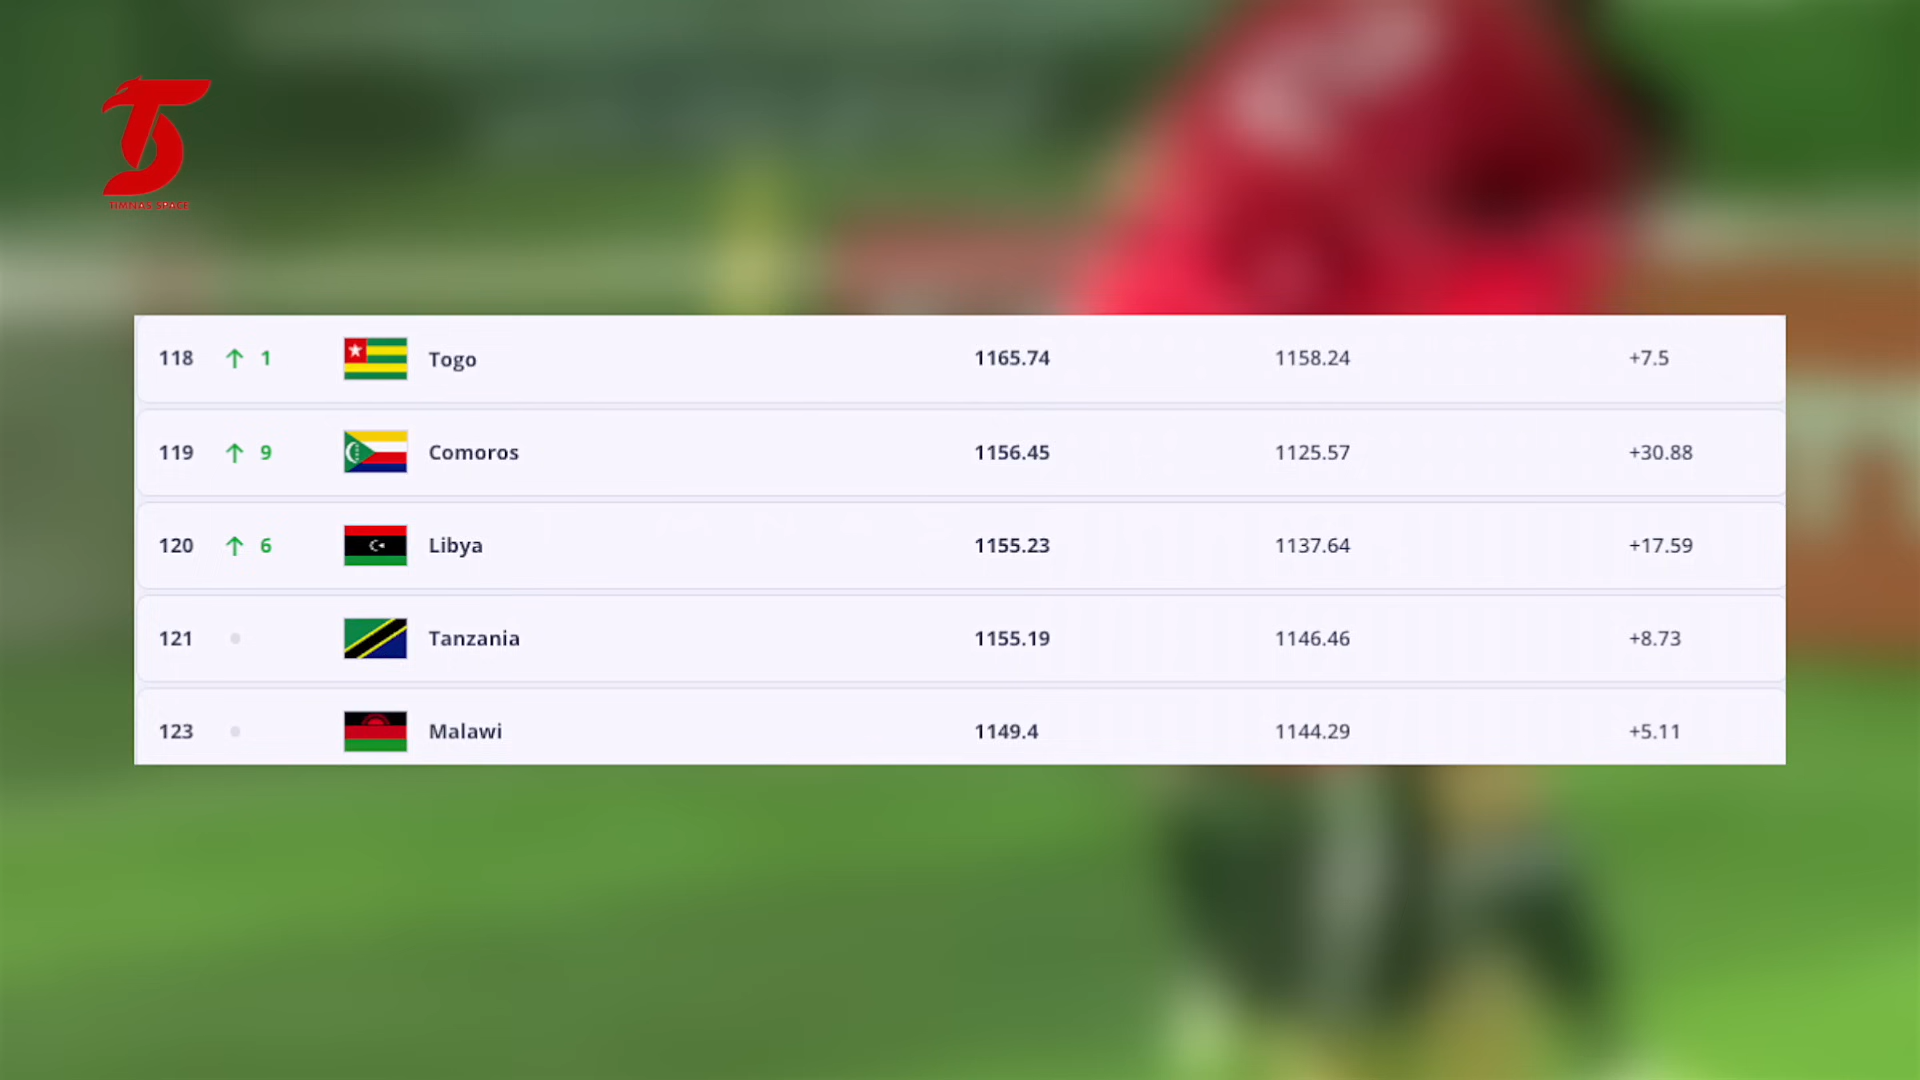 TIMNAS SPACE
118 ↑ 1 Togo 1165.74 1158.24 +7.5
119 ↑ 9 Comoros 1156.45 1125.57 +30.88
120 ↑ 6 Libya 1155.23 1137.64 +17.59
121 Tanzania 1155.19 1146.46 +8.73
123 Malawi 1149.4 1144.29 +5.11